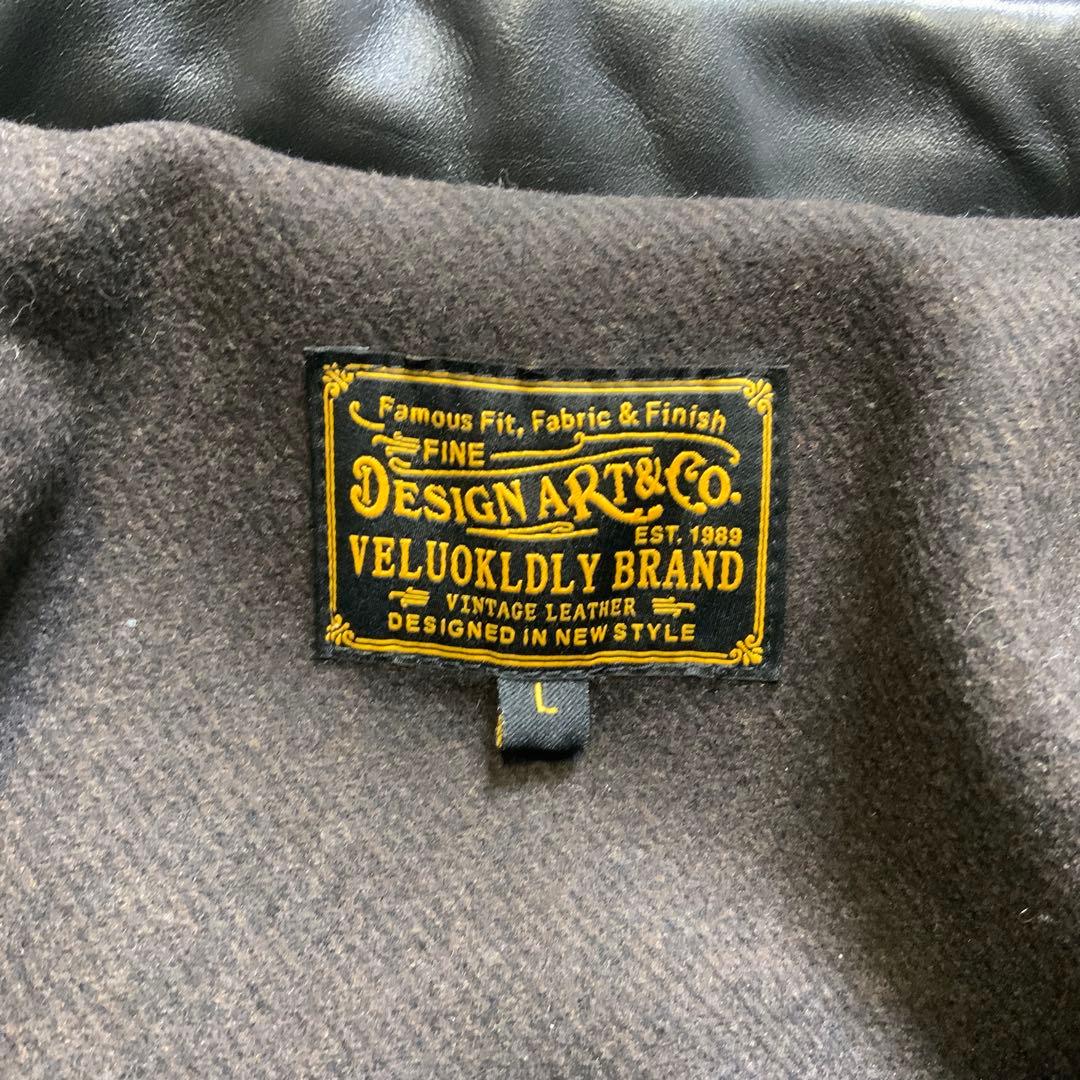 Famous Fit, Fabric & Finish
FINE
DESIGN ART & CO.
EST. 1989
VELUOKLDLY BRAND
VINTAGE LEATHER
DESIGNED IN NEW STYLE
L